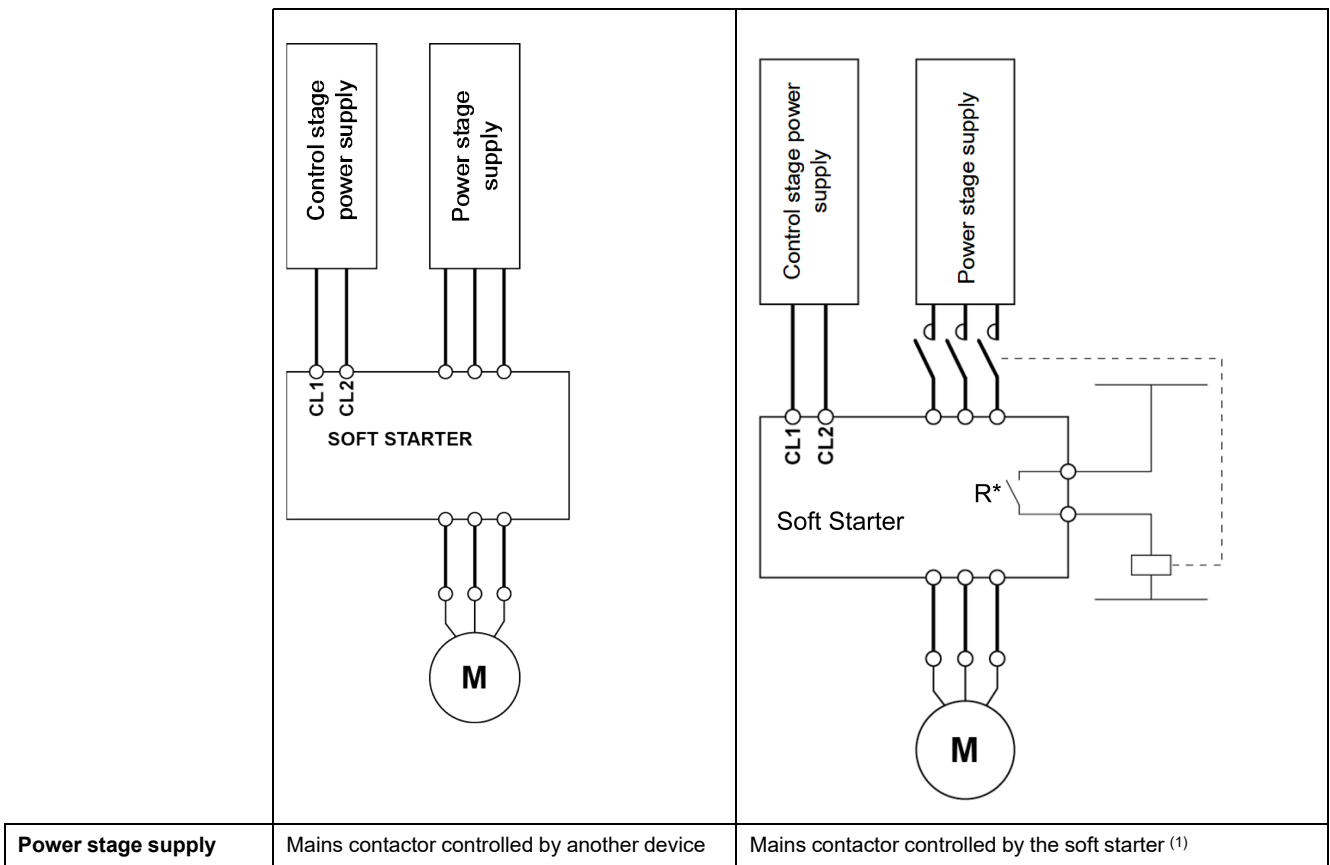 Control stage
power supply
Power stage
supply
CL1
CL2
SOFT STARTER
M
Control stage power
supply
Power stage supply
CL1
CL2
R*
Soft Starter
M
Power stage supply
Mains contactor controlled by another device
Mains contactor controlled by the soft starter (1)